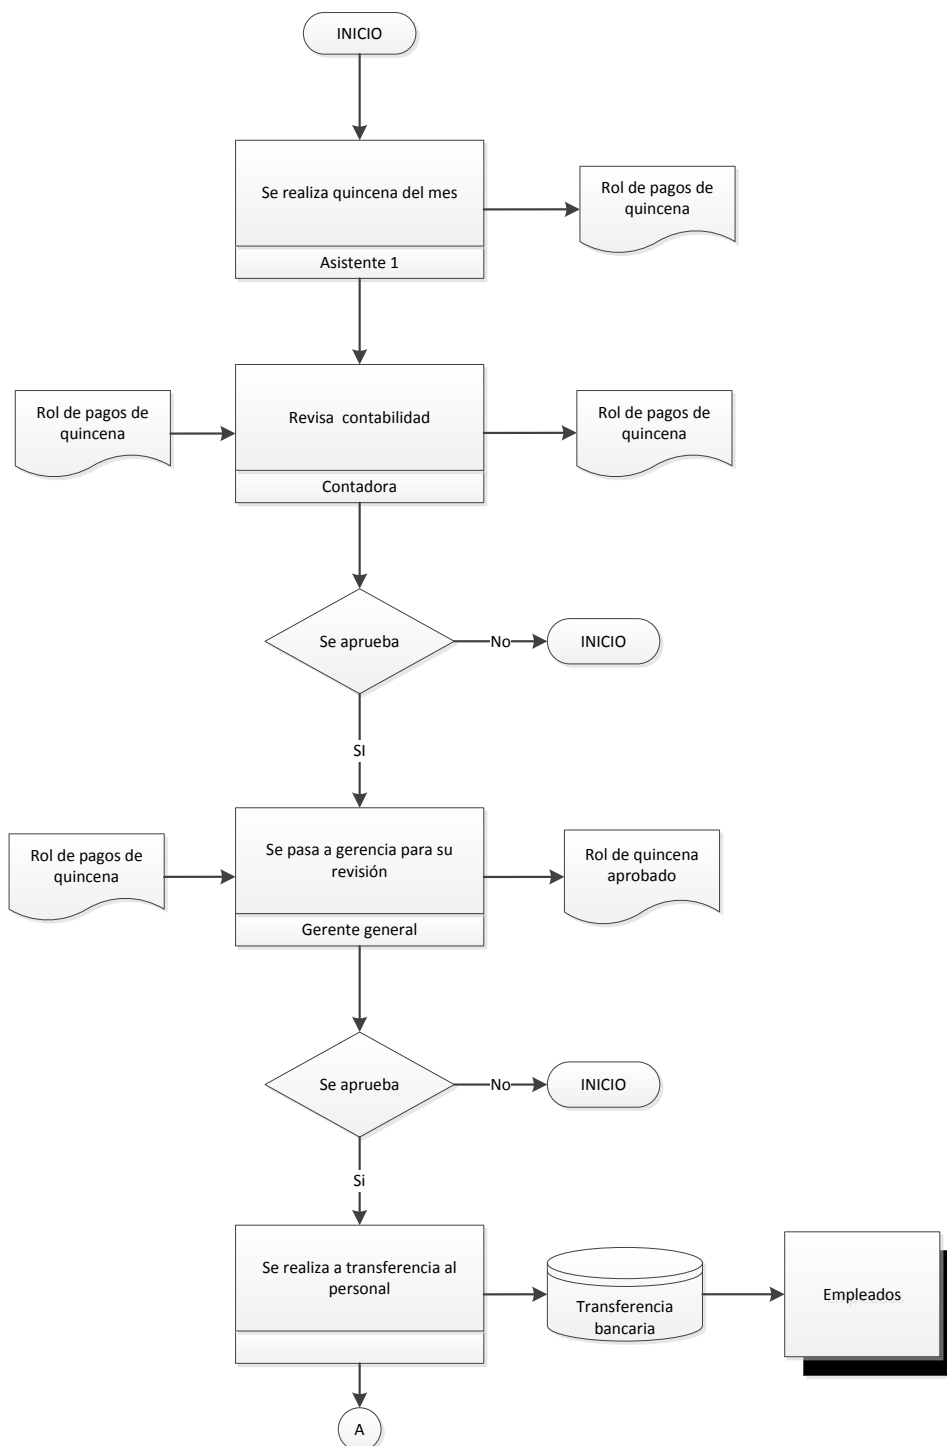 INICIO
Se realiza quincena del mes
Asistente 1
Rol de pagos de
quincena
Rol de pagos de
quincena
Revisa  contabilidad
Contadora
Rol de pagos de
quincena
Se aprueba
No
INICIO
SI
Rol de pagos de
quincena
Se pasa a gerencia para su
revisión
Gerente general
Rol de quincena
aprobado
Se aprueba
No
INICIO
Si
Se realiza a transferencia al
personal
Transferencia
bancaria
Empleados
A